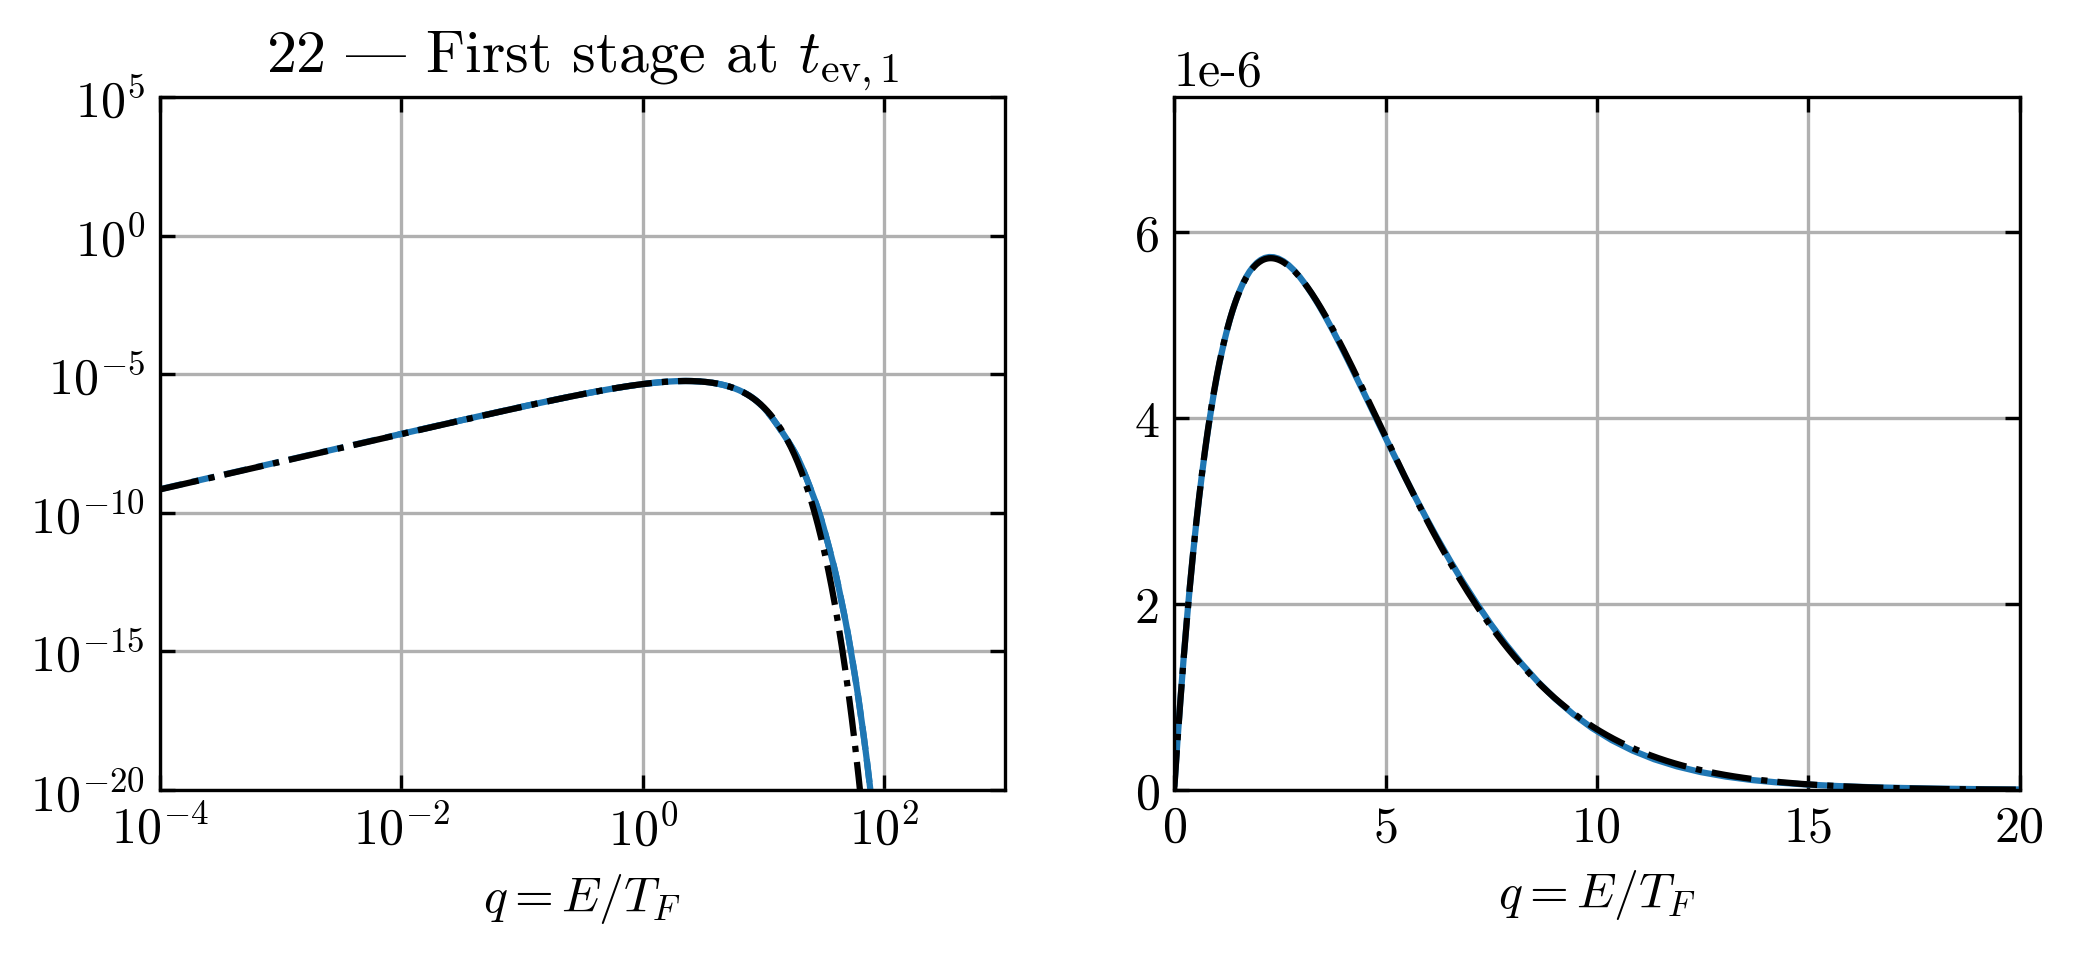 22 — First stage at t_{ev, 1}
10^5
10^0
10^{-5}
10^{-10}
10^{-15}
10^{-20}
10^{-4} 10^{-2} 10^0 10^2
q = E/T_F
1e-6
6
4
2
0
0 5 10 15 20
q = E/T_F